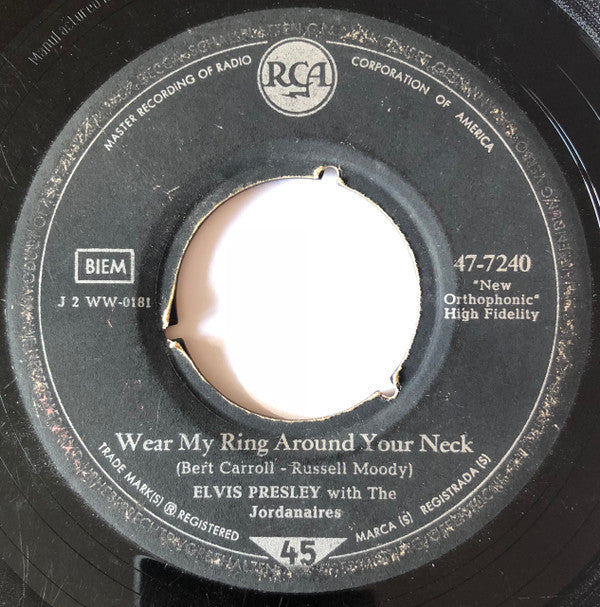 Manufactured
RCA
MASTER RECORDING OF RADIO CORPORATION OF AMERICA
BIEM
J 2 WW-0181
47-7240
"New
Orthophonic"
High Fidelity
Wear My Ring Around Your Neck
(Bert Carroll - Russell Moody)
ELVIS PRESLEY with The
Jordanaires
TRADE MARK(S) ® REGISTERED
MARCA (S) REGISTRADA (S)
45